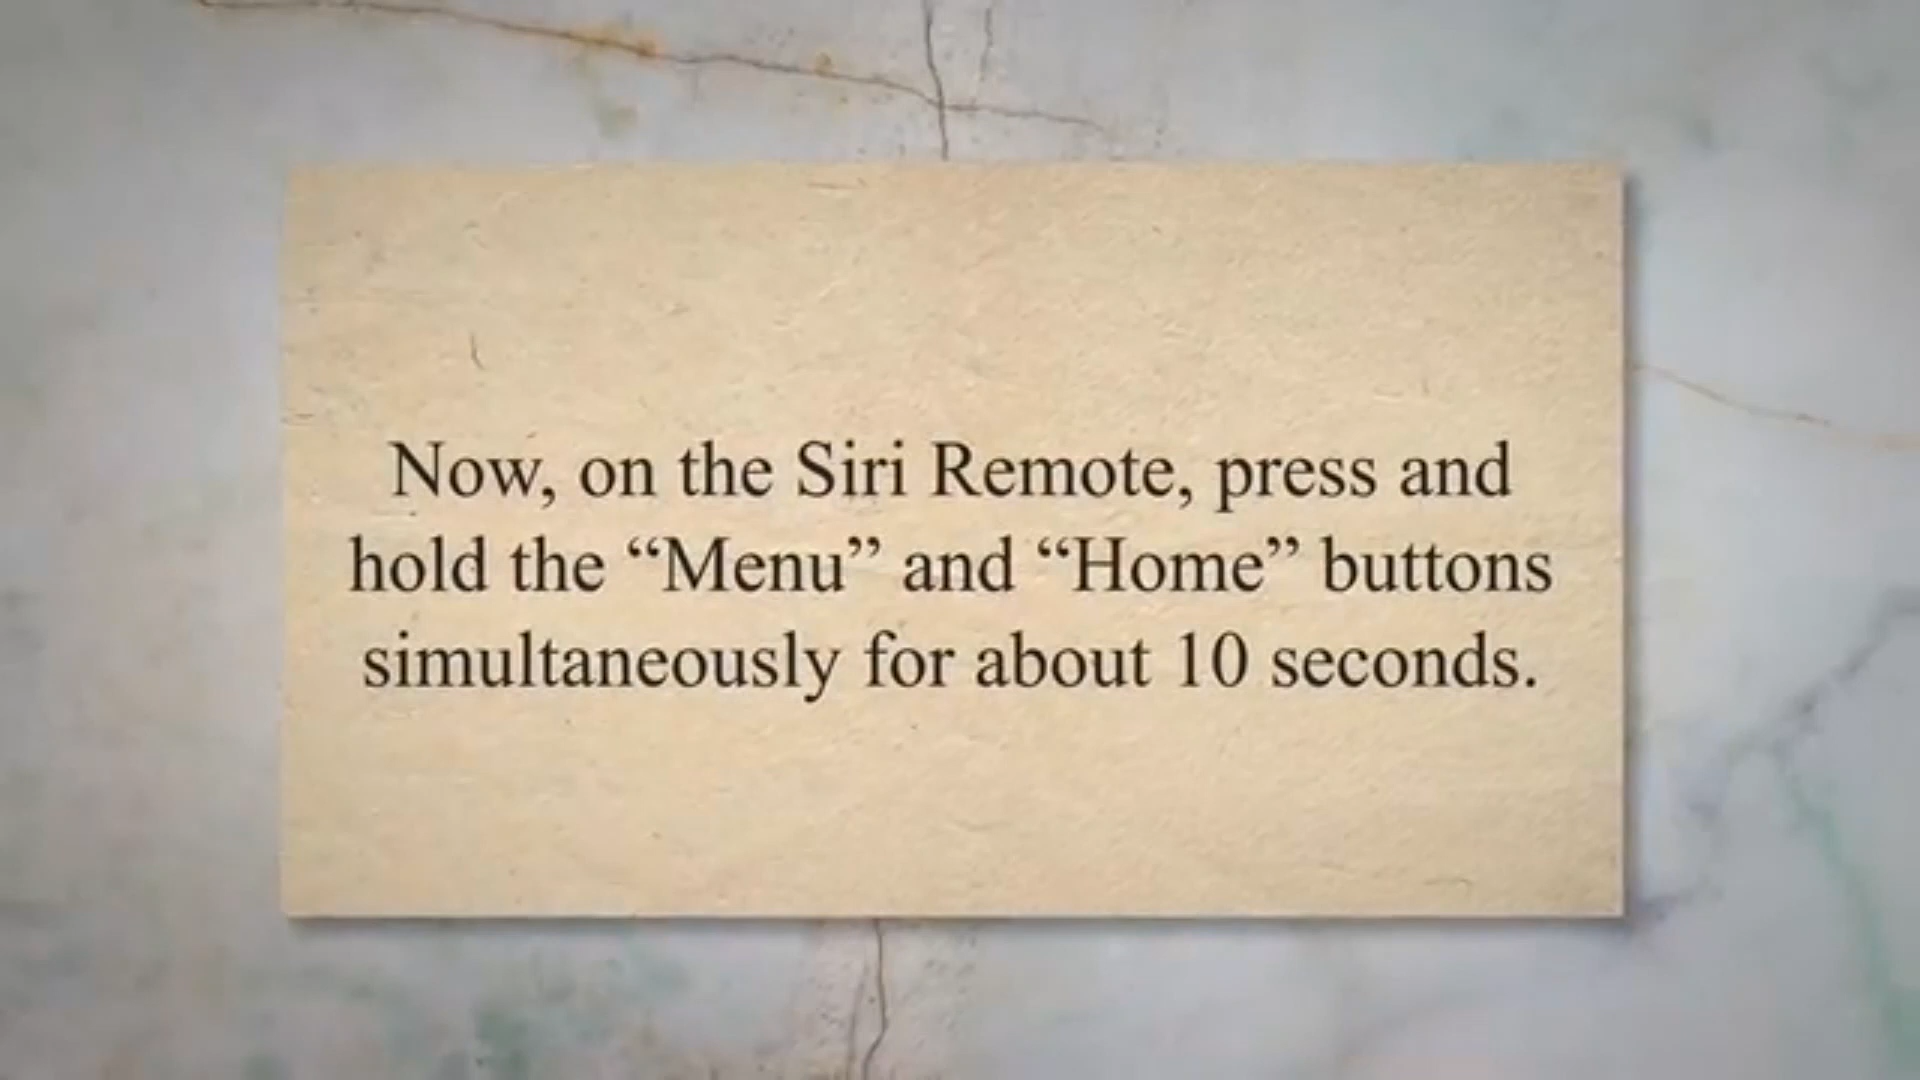 Now, on the Siri Remote, press and
hold the “Menu” and “Home” buttons
simultaneously for about 10 seconds.